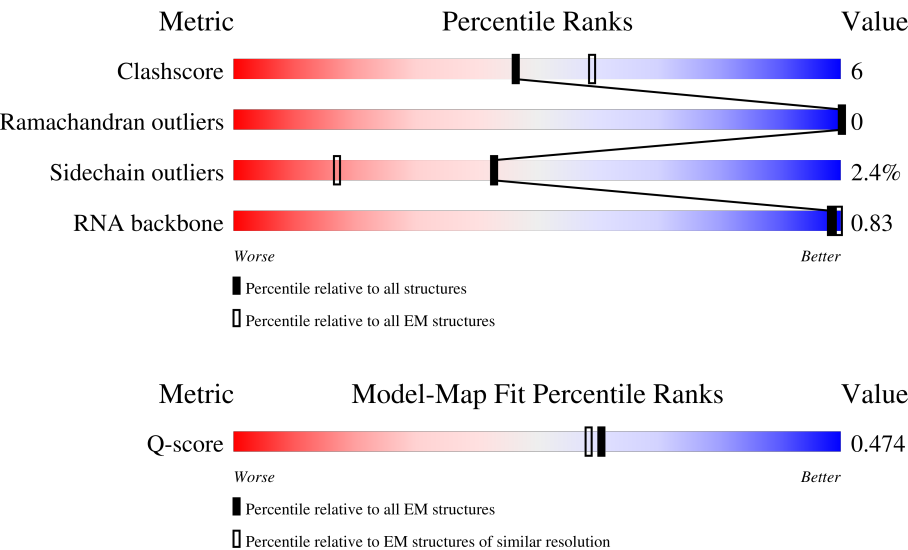 Metric Percentile Ranks Value
Clashscore 6
Ramachandran outliers 0
Sidechain outliers 2.4%
RNA backbone 0.83
Worse Better
Percentile relative to all structures
Percentile relative to all EM structures
Metric Model-Map Fit Percentile Ranks Value
Q-score 0.474
Worse Better
Percentile relative to all EM structures
Percentile relative to EM structures of similar resolution